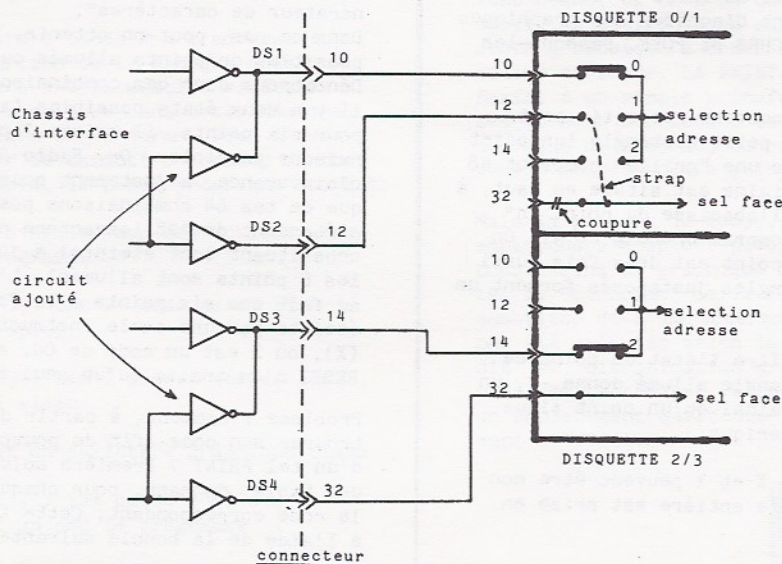 DISQUETTE 0/1
DS1
10
10
0
12
1
selection
adresse
Chassis
d'interface
14
2
strap
32
sel face
coupure
DS2
12
10
0
circuit
ajouté
DS3
14
12
1
selection
adresse
14
2
32
sel face
DS4
32
DISQUETTE 2/3
connecteur